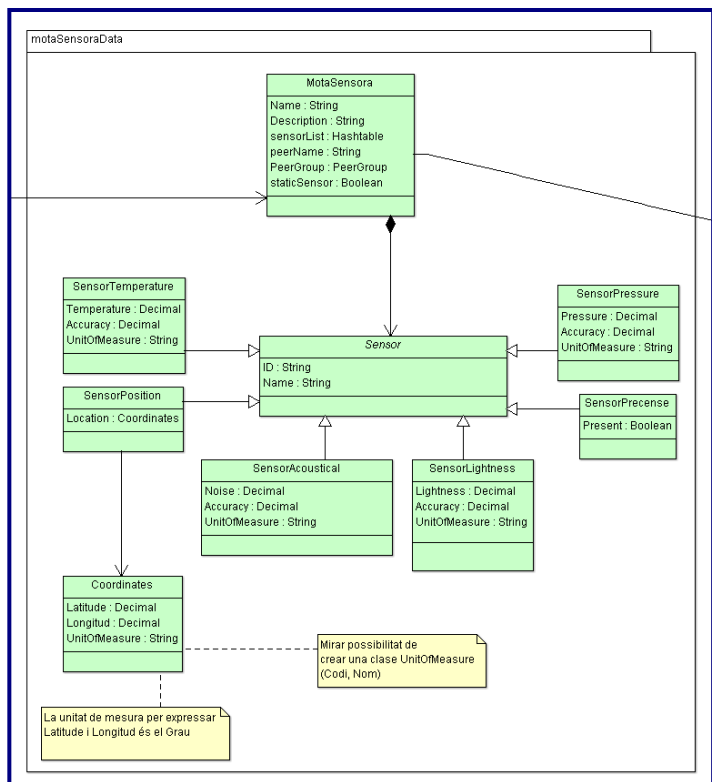 motaSensoraData
MotaSensora
Name : String
Description : String
sensorList : Hashtable
peerName : String
PeerGroup : PeerGroup
staticSensor : Boolean
SensorTemperature
Temperature : Decimal
Accuracy : Decimal
UnitOfMeasure : String
SensorPressure
Pressure : Decimal
Accuracy : Decimal
UnitOfMeasure : String
Sensor
ID : String
Name : String
SensorPosition
Location : Coordinates
SensorPrecense
Present : Boolean
SensorAcoustical
Noise : Decimal
Accuracy : Decimal
UnitOfMeasure : String
SensorLightness
Lightness : Decimal
Accuracy : Decimal
UnitOfMeasure : String
Coordinates
Latitude : Decimal
Longitud : Decimal
UnitOfMeasure : String
Mirar possibilitat de
crear una clase UnitOfMeasure
(Codi, Nom)
La unitat de mesura per expressar
Latitude i Longitud és el Grau